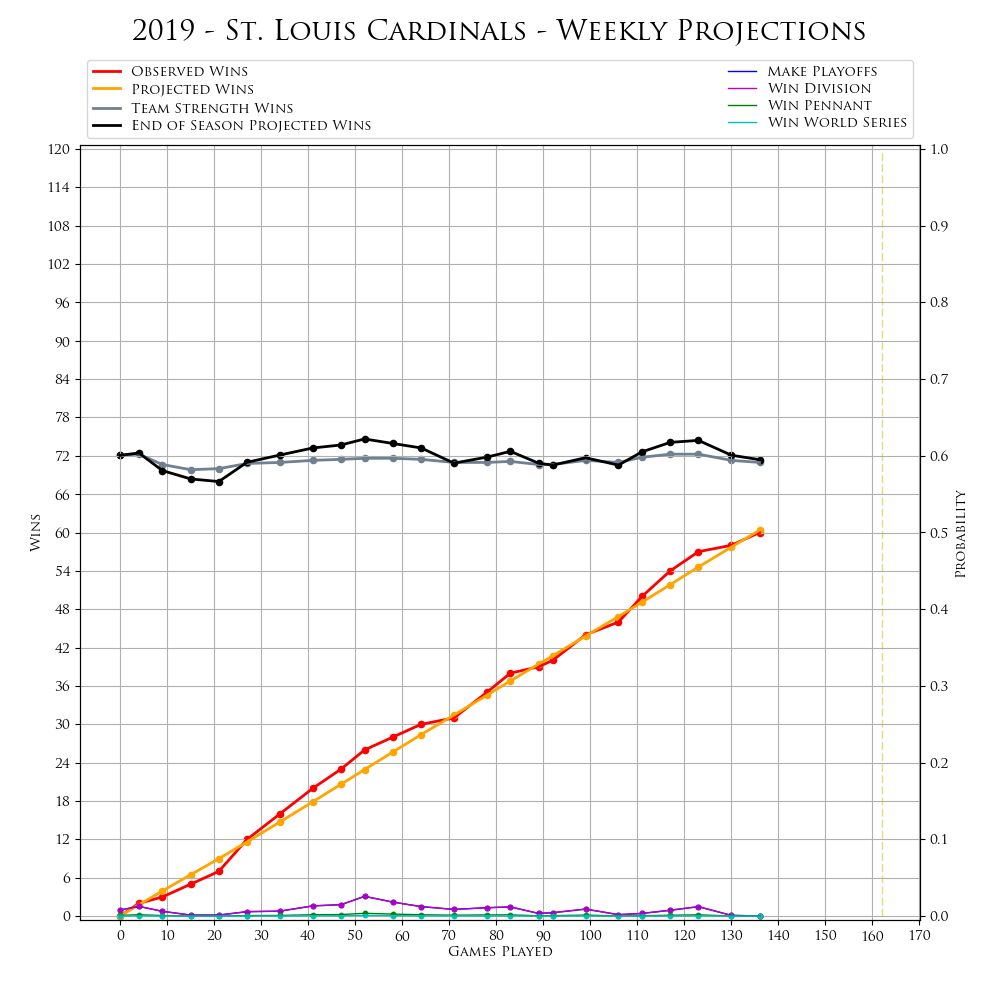 2019 - St. Louis Cardinals - Weekly Projections
Observed Wins
Projected Wins
Team Strength Wins
End of Season Projected Wins
Make Playoffs
Win Division
Win Pennant
Win World Series
120
114
108
102
96
90
84
78
72
66
60
54
48
42
36
30
24
18
12
6
0
Wins
1.0
0.9
0.8
0.7
0.6
0.5
0.4
0.3
0.2
0.1
0.0
Probability
0 10 20 30 40 50 60 70 80 90 100 110 120 130 140 150 160 170
Games Played